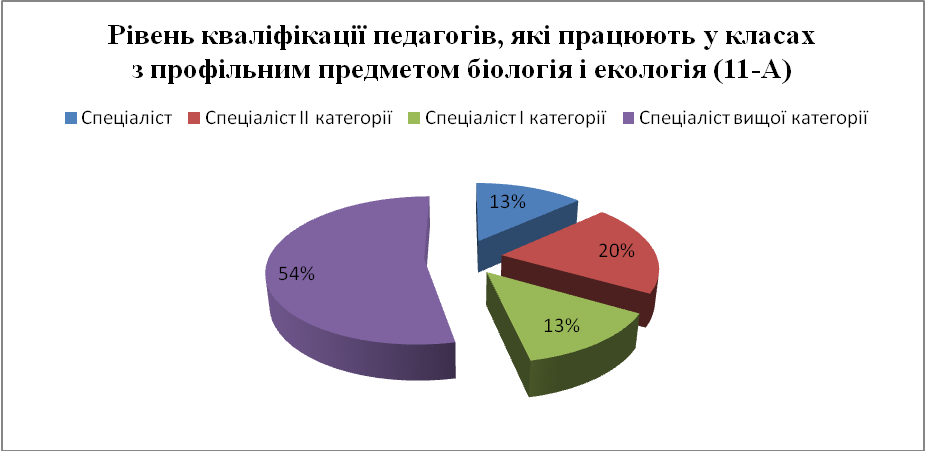 Рівень кваліфікації педагогів, які працюють у класах
з профільним предметом біологія і екологія (11-А)
Спеціаліст Спеціаліст ІІ категорії Спеціаліст І категорії Спеціаліст вищої категорії
13%
20%
54%
13%